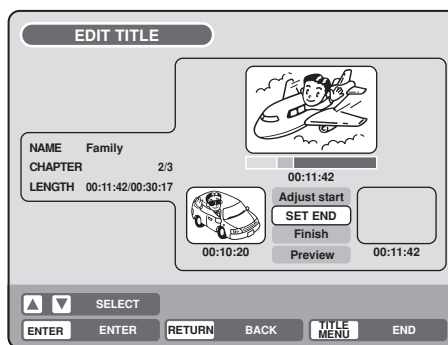 EDIT TITLE
NAME Family
CHAPTER 2/3
LENGTH 00:11:42/00:30:17
00:11:42
Adjust start
SET END
Finish
Preview
00:10:20
00:11:42
SELECT
ENTER ENTER RETURN BACK TITLE MENU END